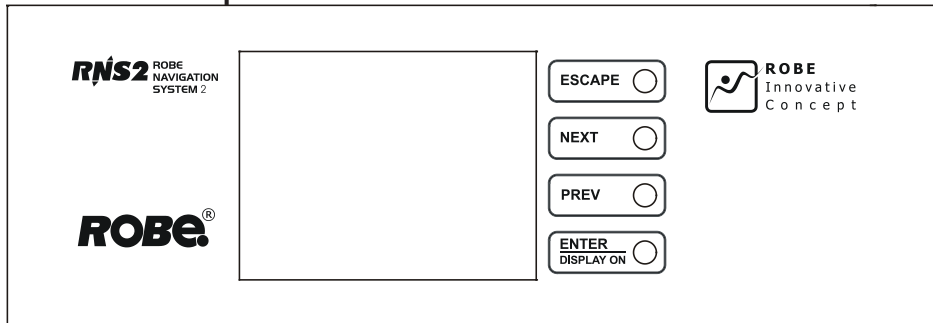 RNS2 ROBE
NAVIGATION
SYSTEM 2
ROBE®
ESCAPE
NEXT
PREV
ENTER
DISPLAY ON
ROBE
Innovative
Concept